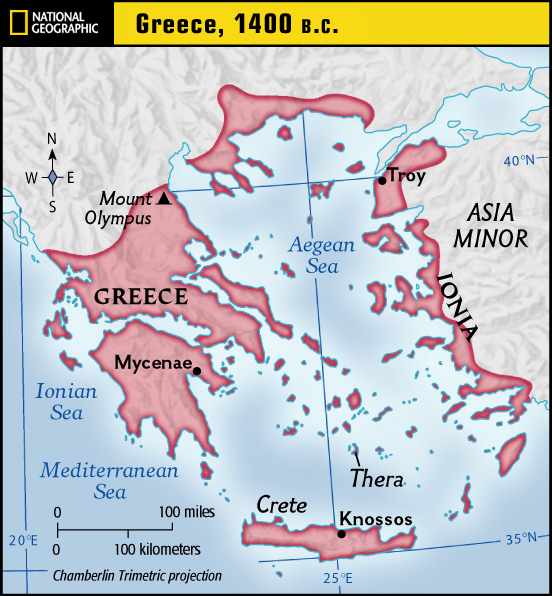 NATIONAL
GEOGRAPHIC
Greece, 1400 B.C.
N
W
E
S
Mount
Olympus
Troy
40°N
ASIA
MINOR
Aegean
Sea
GREECE
IONIA
Mycenae
Ionian
Sea
Mediterranean
Sea
Thera
Crete
Knossos
0
100 miles
0
100 kilometers
20°E
35°N
Chamberlin Trimetric projection
25°E